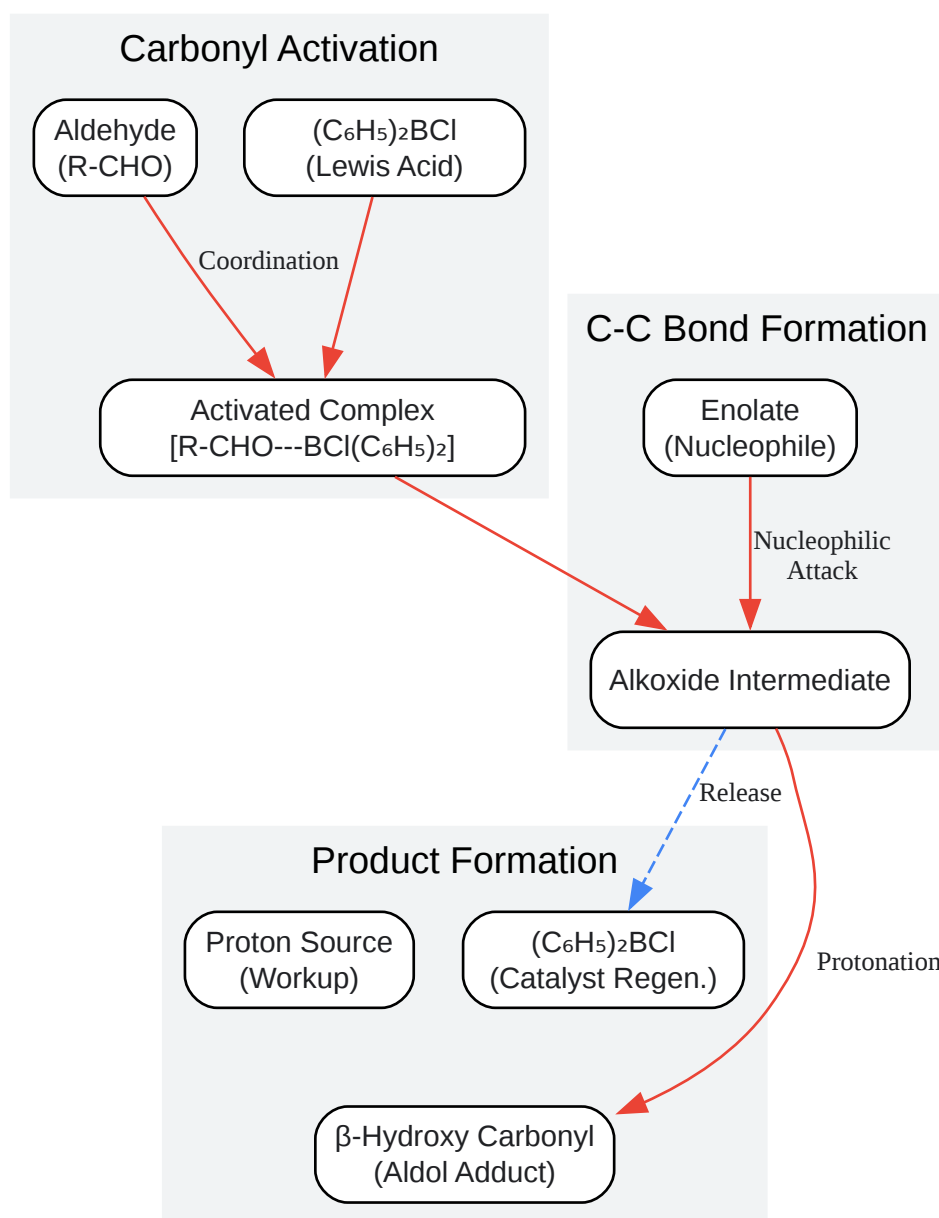 Carbonyl Activation
Aldehyde
(R-CHO)
(C₆H₅)₂BCl
(Lewis Acid)
Coordination
Activated Complex
[R-CHO---BCl(C₆H₅)₂]
C-C Bond Formation
Enolate
(Nucleophile)
Nucleophilic
Attack
Alkoxide Intermediate
Release
Product Formation
Proton Source
(Workup)
(C₆H₅)₂BCl
(Catalyst Regen.)
Protonation
β-Hydroxy Carbonyl
(Aldol Adduct)